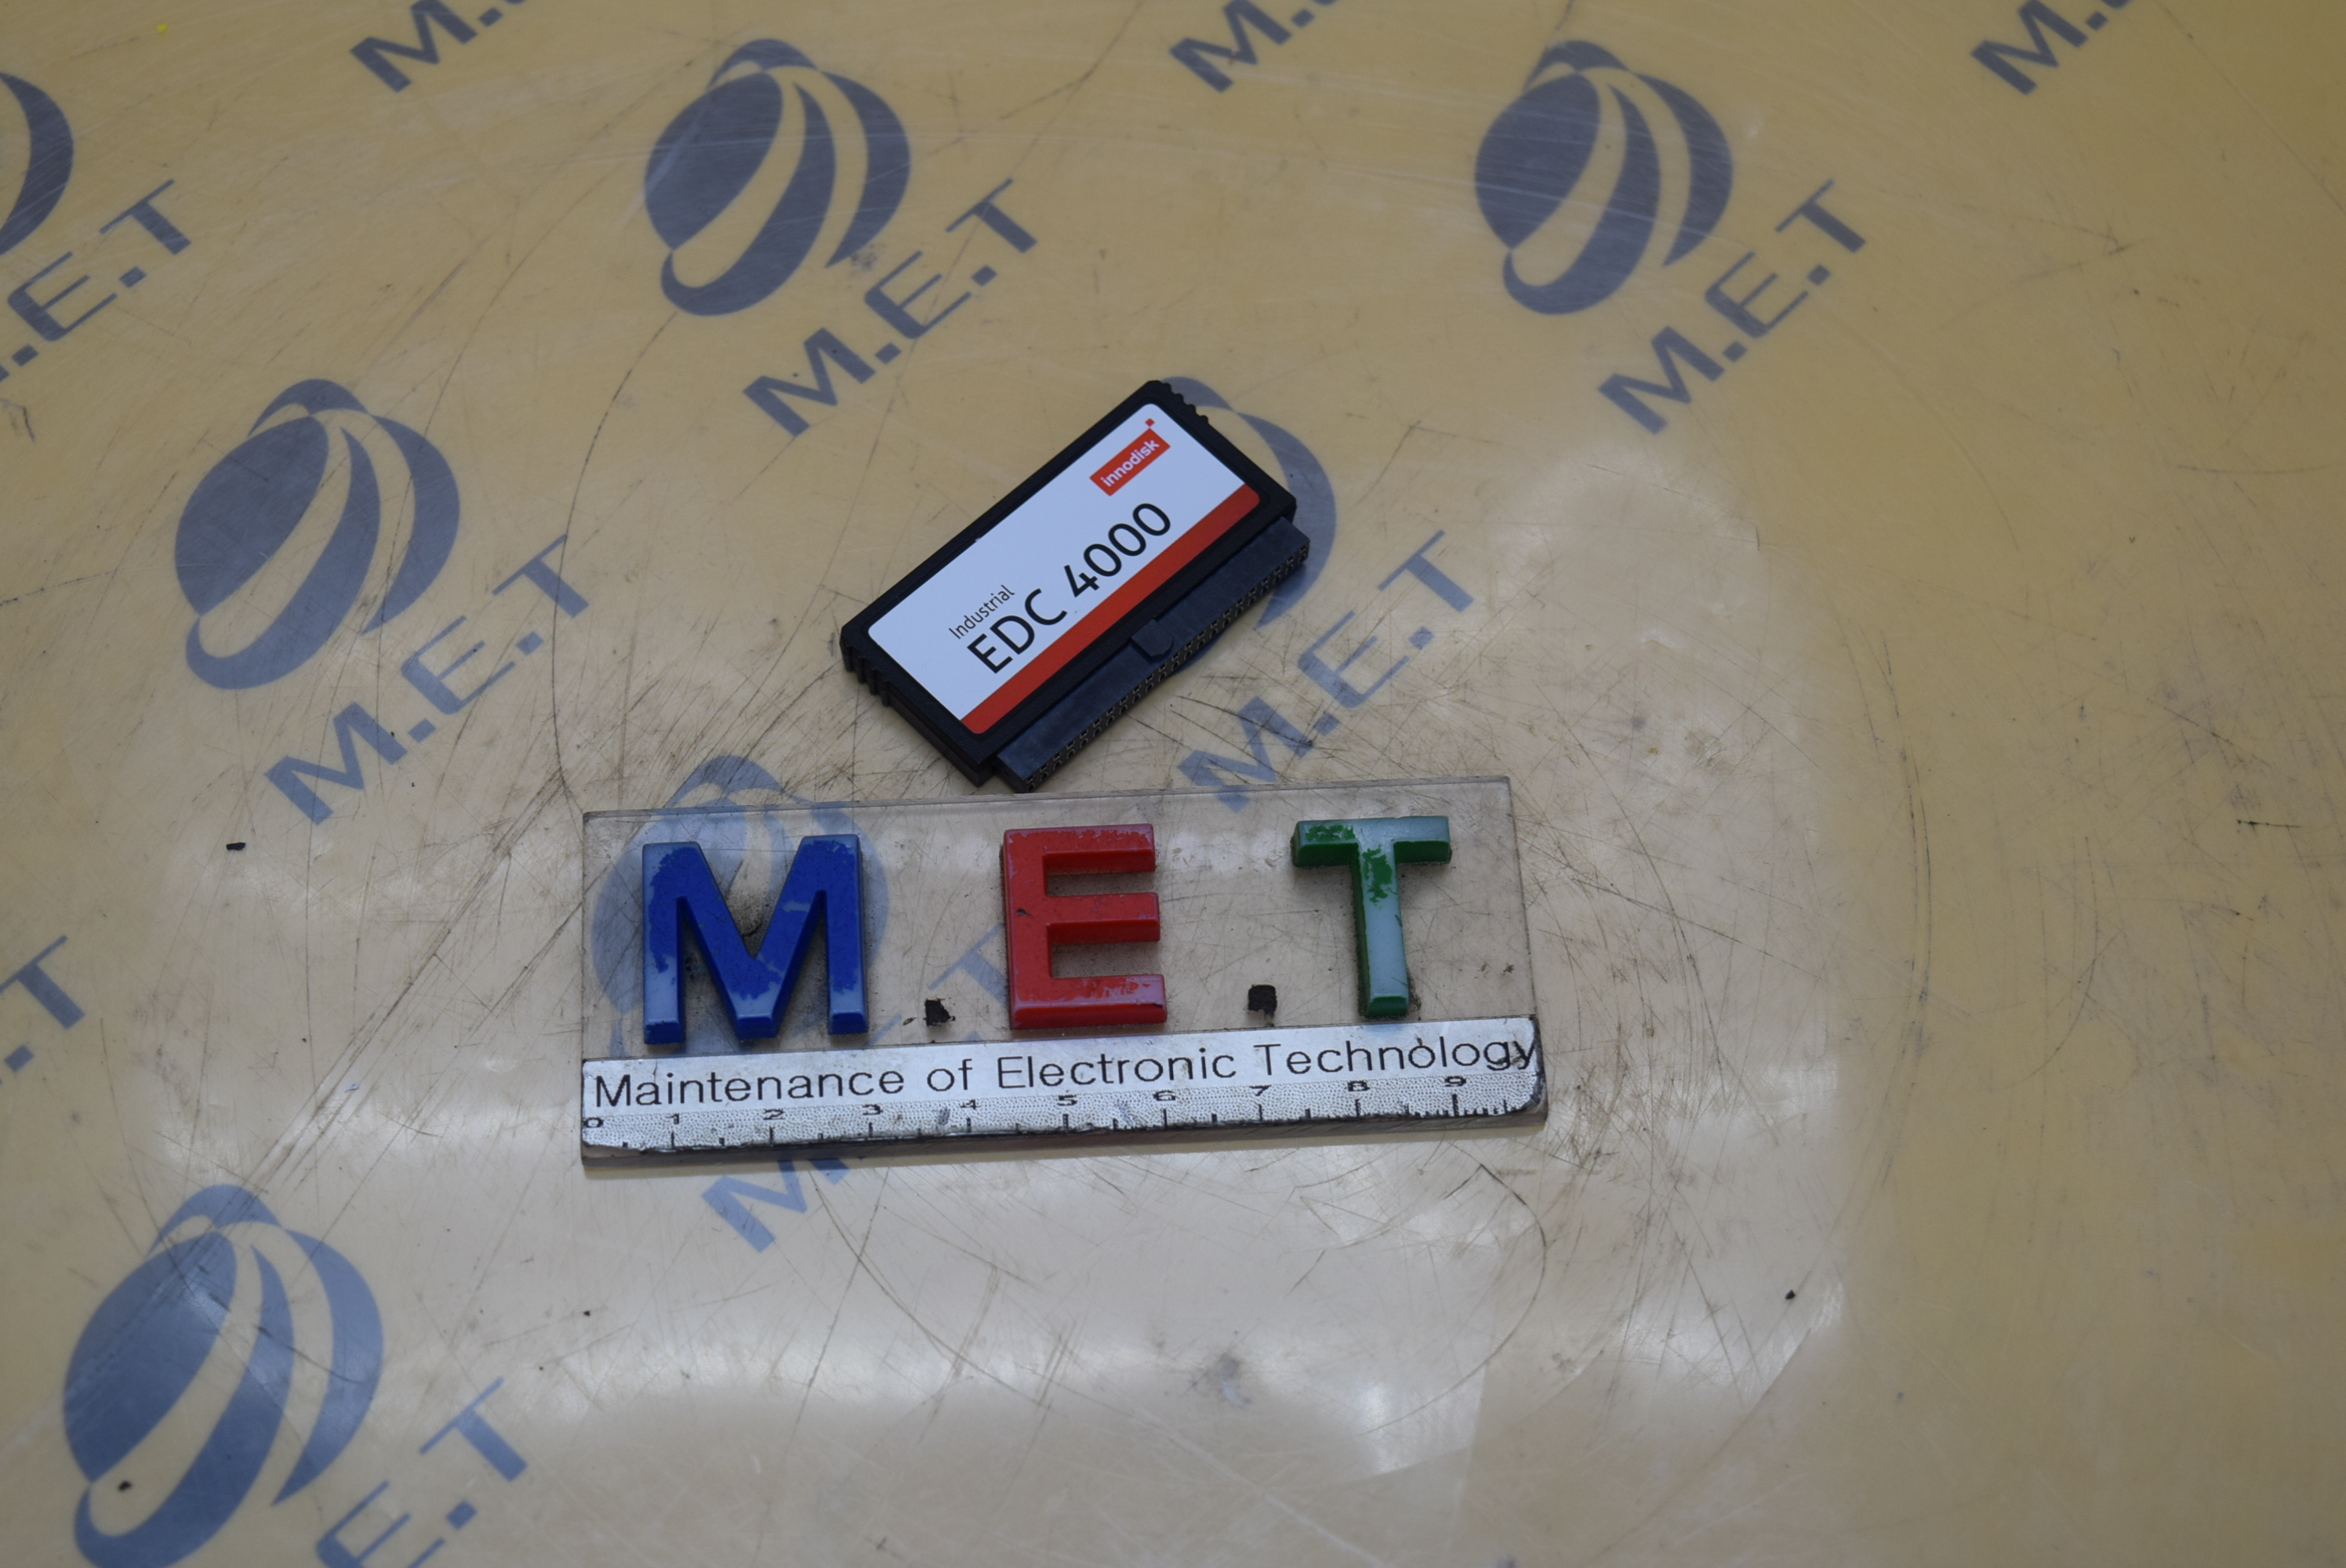 M.E.T
M.E.T
M.E.T
M.E.T
innodisk
Industrial
EDC 4000
M.E.T
M.E.T
M.E.T
Maintenance of Electronic Technology
0 1 2 3 4 5 6 7 8 9
E.T